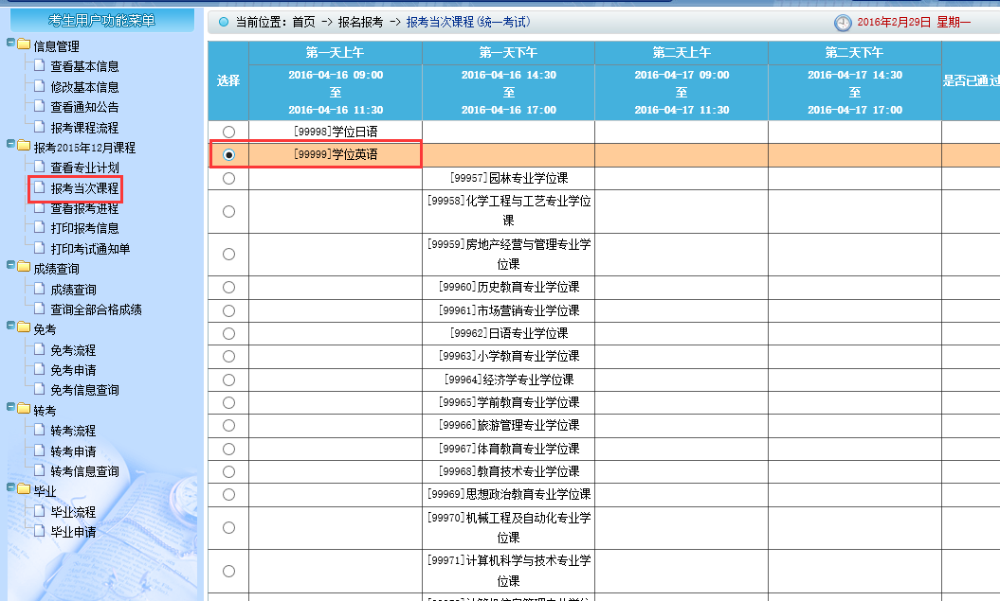 考生用户功能菜单
信息管理
查看基本信息
修改基本信息
查看通知公告
报考课程流程
报考2015年12月课程
查看专业计划
报考当次课程
查看报考进程
打印报考信息
打印考试通知单
成绩查询
成绩查询
查询全部合格成绩
免考
免考流程
免考申请
免考信息查询
转考
转考流程
转考申请
转考信息查询
毕业
毕业流程
毕业申请
当前位置: 首页 -> 报名报考 -> 报考当次课程(统一考试)
2016年2月29日 星期一
选择
第一天上午
第一天下午
第二天上午
第二天下午
是否已通过
2016-04-16 09:00
至
2016-04-16 11:30
2016-04-16 14:30
至
2016-04-16 17:00
2016-04-17 09:00
至
2016-04-17 11:30
2016-04-17 14:30
至
2016-04-17 17:00
[99998]学位日语
[99999]学位英语
[99957]园林专业学位课
[99958]化学工程与工艺专业学位
课
[99959]房地产经营与管理专业学
位课
[99960]历史教育专业学位课
[99961]市场营销专业学位课
[99962]日语专业学位课
[99963]小学教育专业学位课
[99964]经济学专业学位课
[99965]学前教育专业学位课
[99966]旅游管理专业学位课
[99967]体育教育专业学位课
[99968]教育技术专业学位课
[99969]思想政治教育专业学位课
[99970]机械工程及自动化专业学
位课
[99971]计算机科学与技术专业学
位课